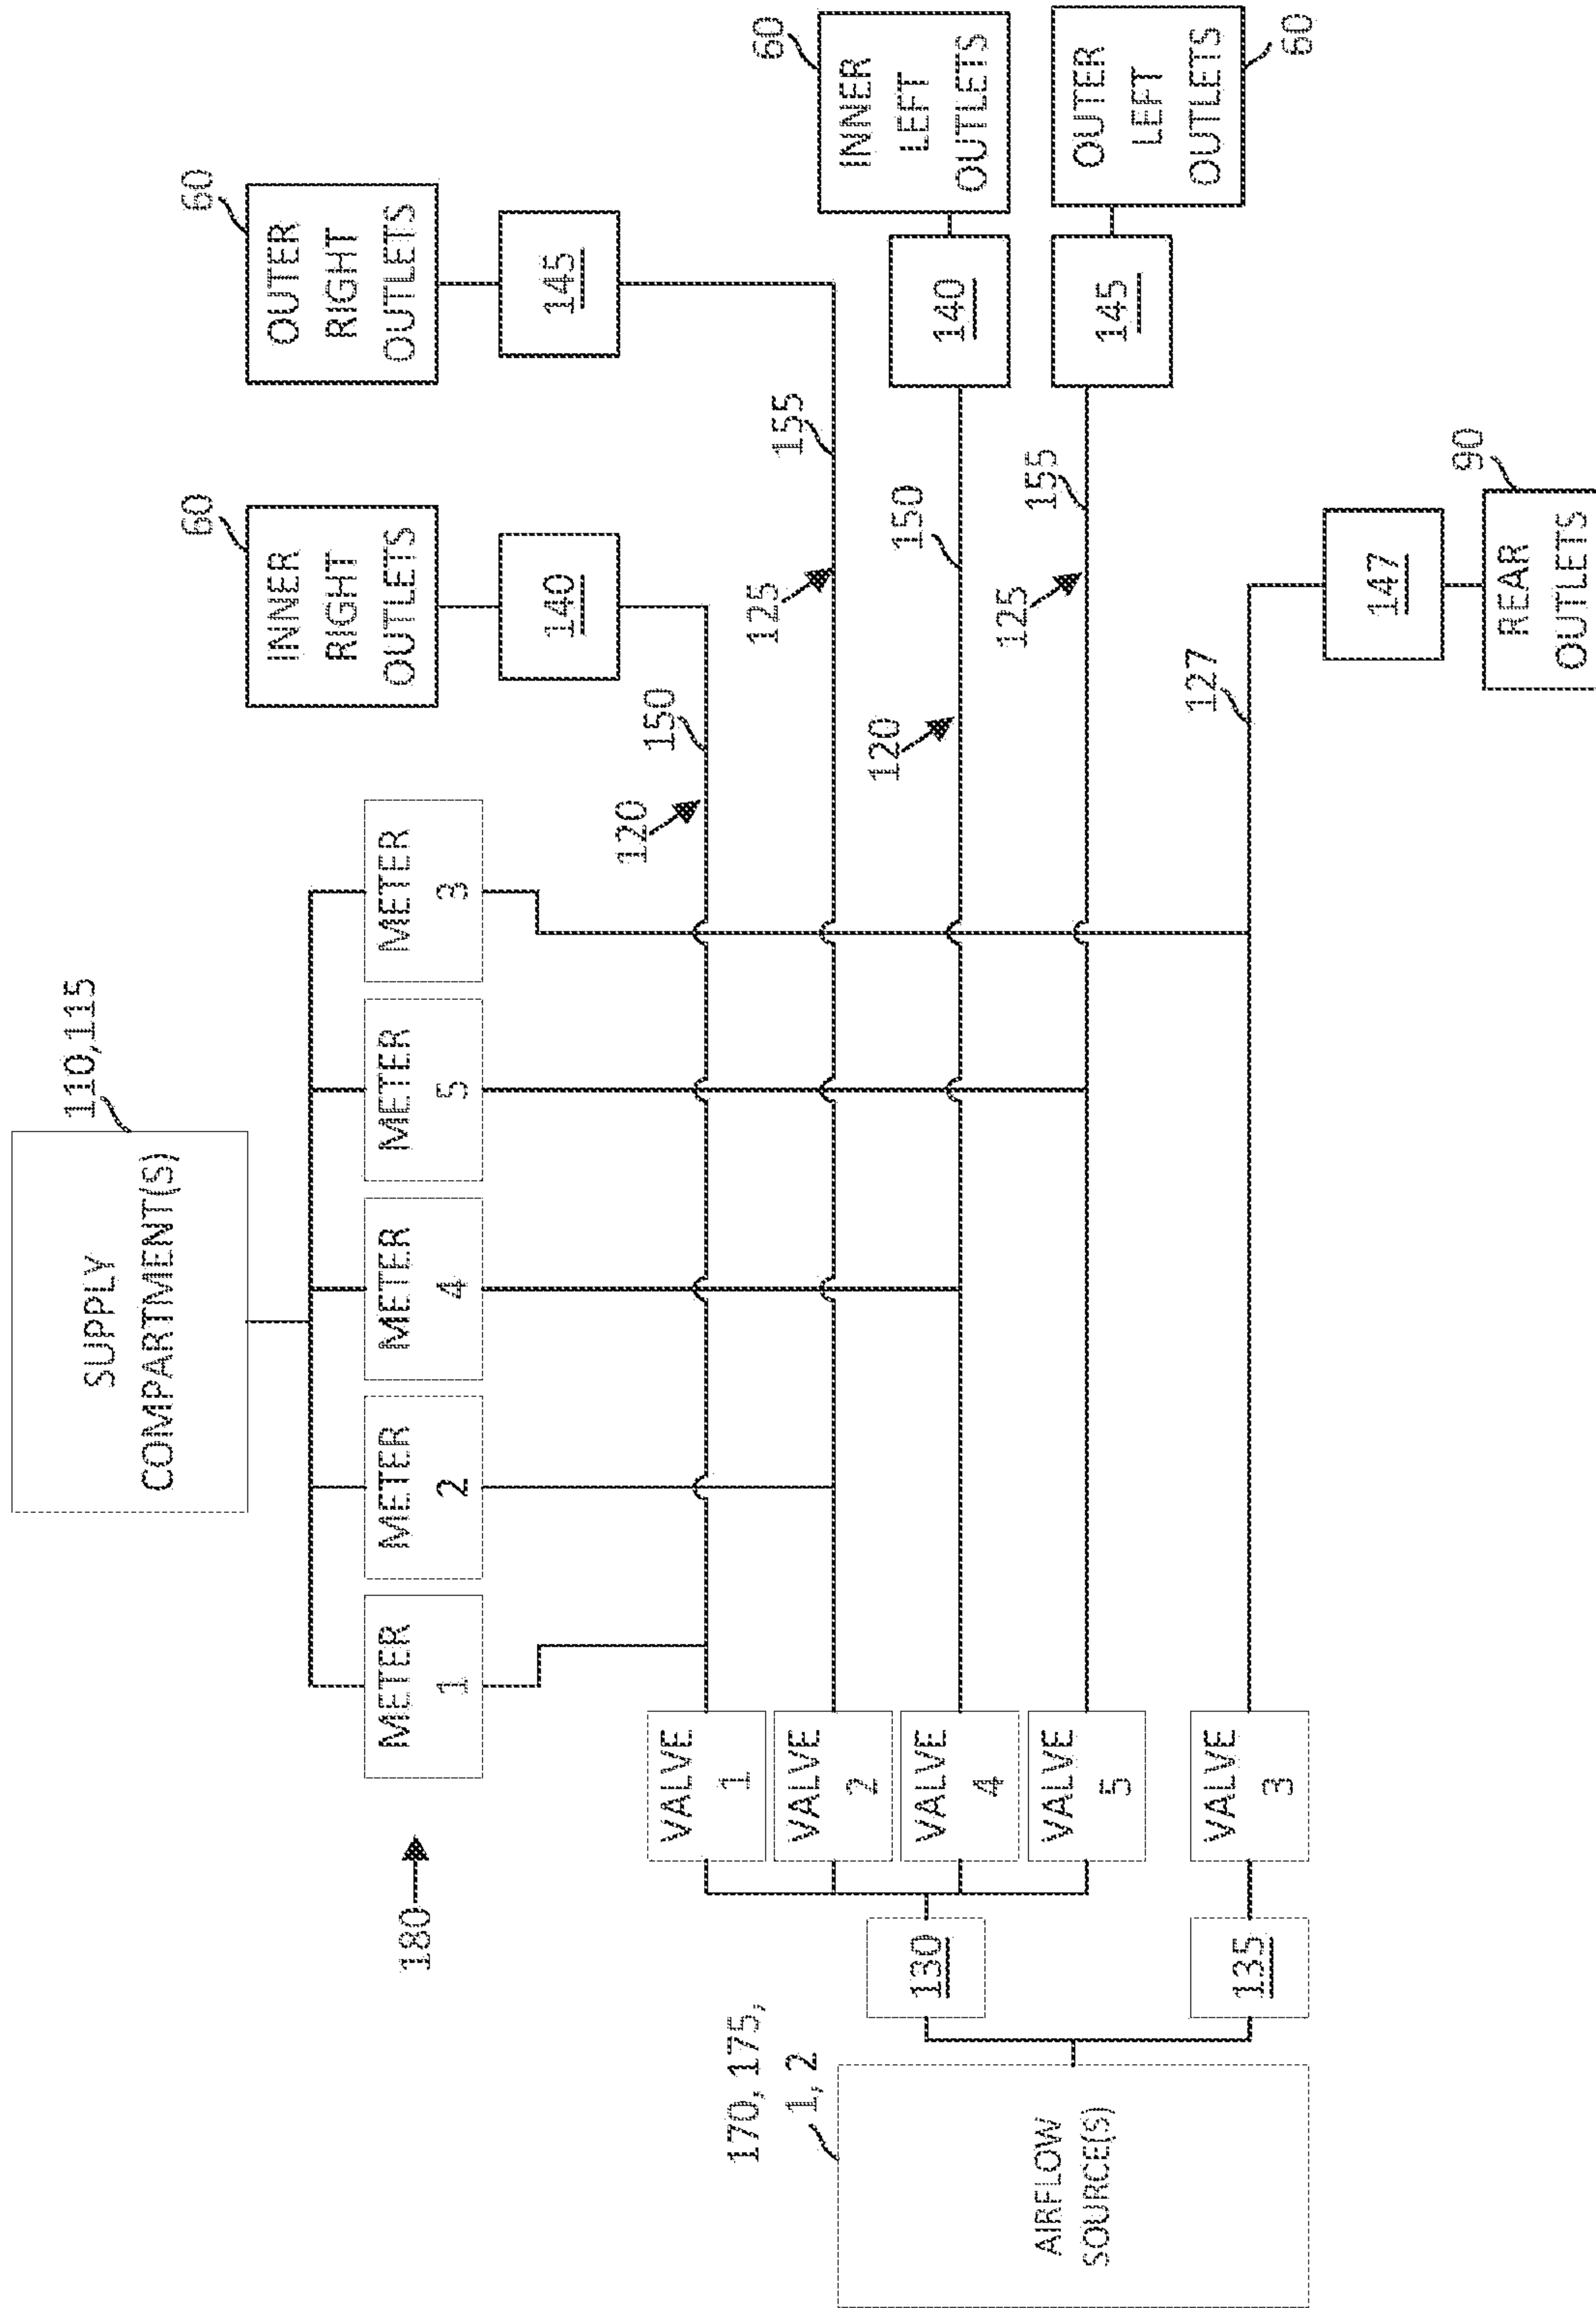 110,115
SUPPLY
COMPARTMENT(S)
180
METER
1
METER
2
METER
4
METER
5
METER
3
60
INNER
RIGHT
OUTLETS
140
60
OUTER
RIGHT
OUTLETS
145
120
150
125
155
120
150
125
155
127
VALVE
1
VALVE
2
VALVE
4
VALVE
5
VALVE
3
130
135
170, 175,
1, 2
AIRFLOW
SOURCE(S)
60
INNER
LEFT
OUTLETS
140
OUTER
LEFT
OUTLETS
60
145
147
90
REAR
OUTLETS